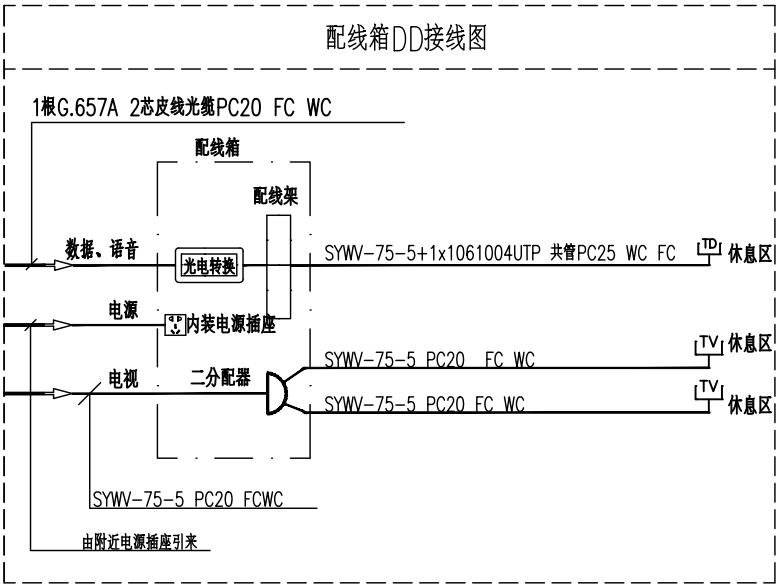 配线箱DD接线图
1根G.657A 2芯皮线光缆PC20 FC WC
配线箱
配线架
数据、语音
光电转换
SYWV-75-5+1x1061004UTP 共管PC25 WC FC
TD
休息区
电源
内装电源插座
TV
休息区
SYWV-75-5 PC20 FC WC
电视
二分配器
TV
休息区
SYWV-75-5 PC20 FC WC
SYWV-75-5 PC20 FCWC
由附近电源插座引来